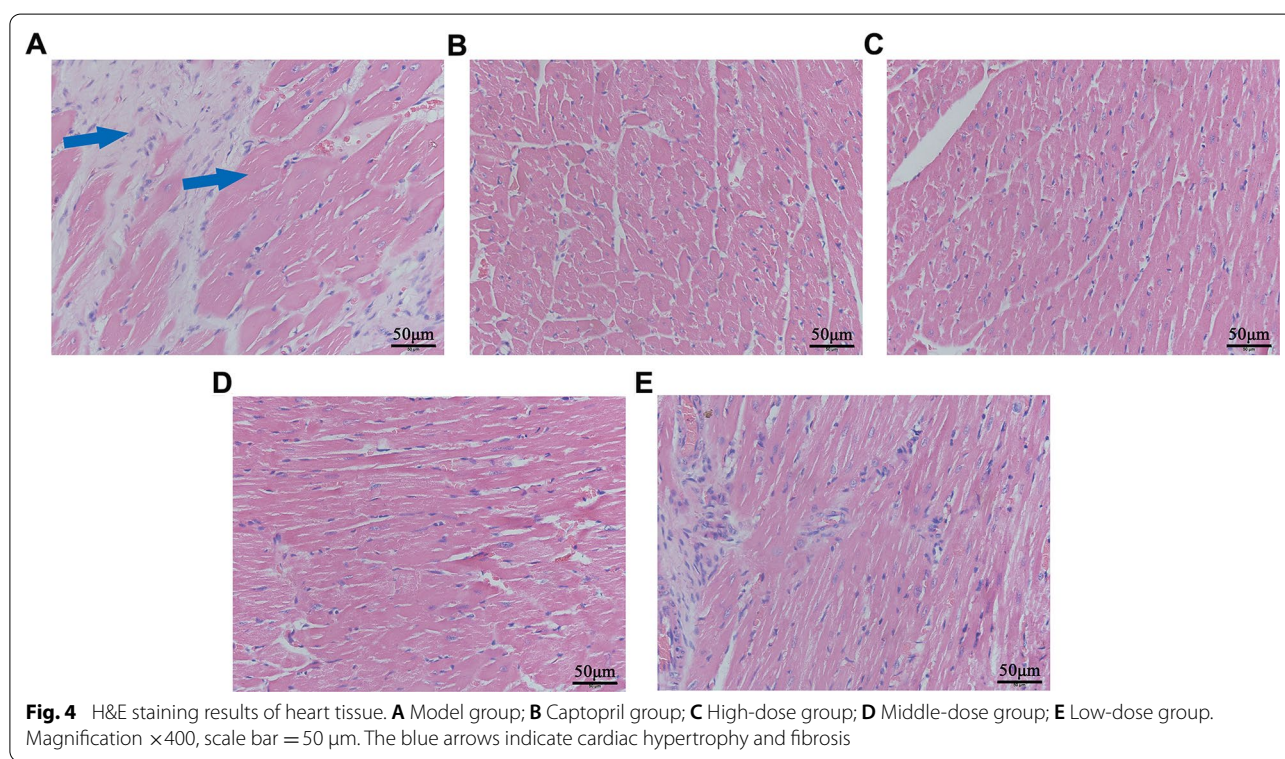 A
B
C
50μm
50μm
50μm
D
E
50μm
50μm
Fig. 4 H&E staining results of heart tissue. A Model group; B Captopril group; C High-dose group; D Middle-dose group; E Low-dose group.
Magnification ×400, scale bar = 50 μm. The blue arrows indicate cardiac hypertrophy and fibrosis